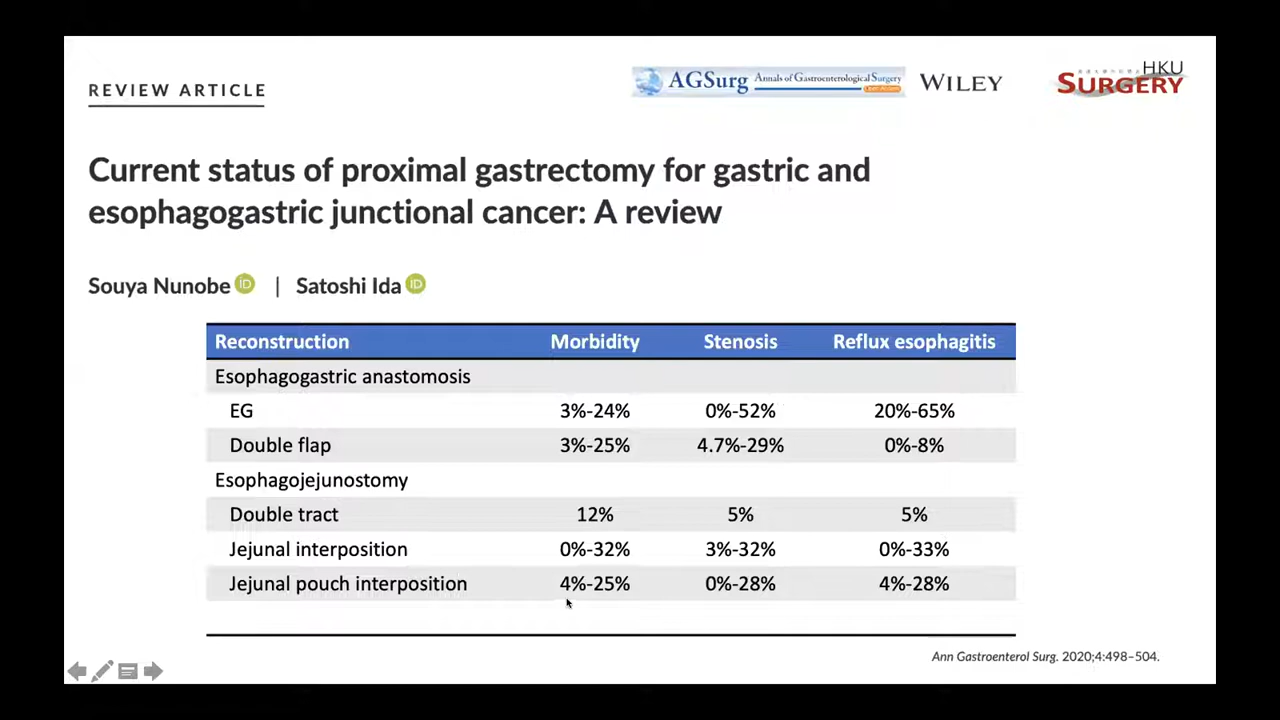 REVIEW ARTICLE
AGSurg Annals of Gastroenterological Surgery
Open Access
WILEY
HKU
SURGERY
Current status of proximal gastrectomy for gastric and
esophagogastric junctional cancer: A review
Souya Nunobe iD | Satoshi Ida iD
Reconstruction Morbidity Stenosis Reflux esophagitis
Esophagogastric anastomosis
EG 3%-24% 0%-52% 20%-65%
Double flap 3%-25% 4.7%-29% 0%-8%
Esophagojejunostomy
Double tract 12% 5% 5%
Jejunal interposition 0%-32% 3%-32% 0%-33%
Jejunal pouch interposition 4%-25% 0%-28% 4%-28%
Ann Gastroenterol Surg. 2020;4:498–504.